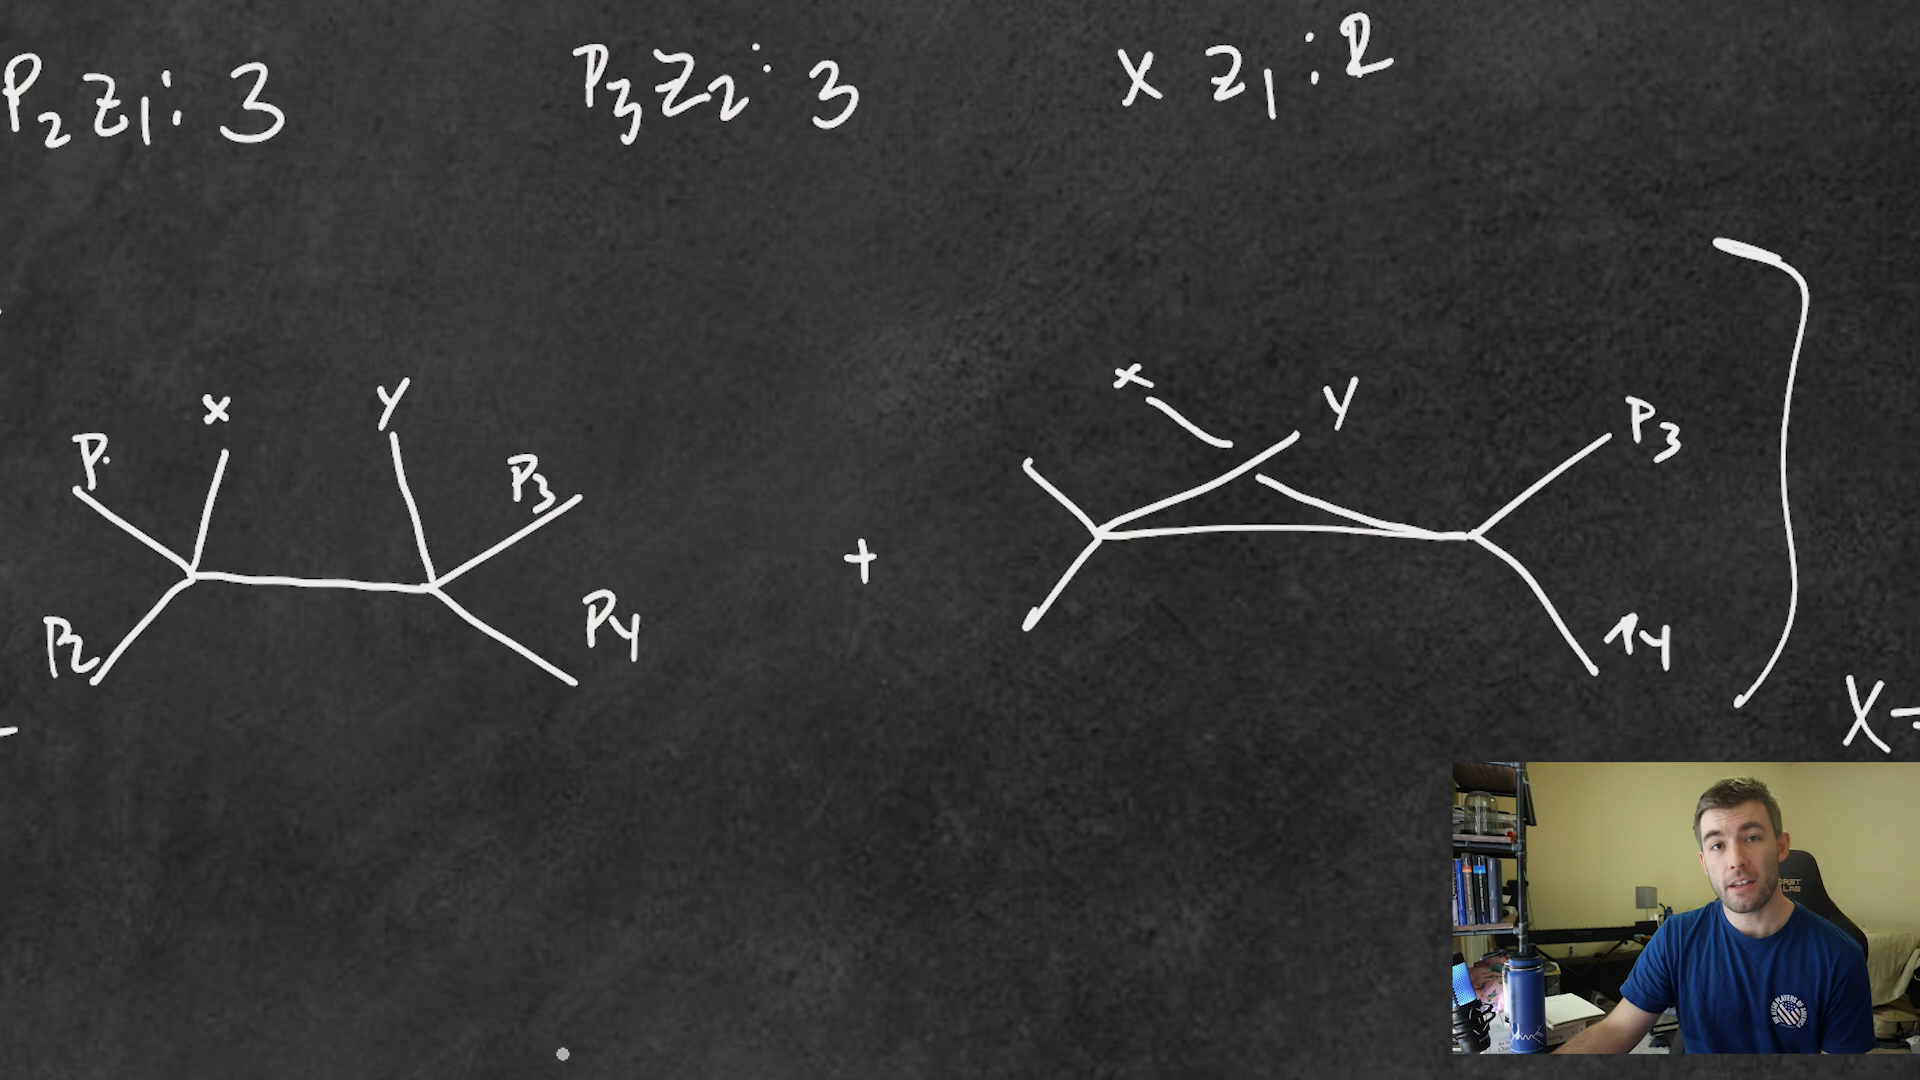 P2 z1: 3 P3 z2: 3 X z1: 2
P. x y P3 x y P3
+
P2 P4 P4
X